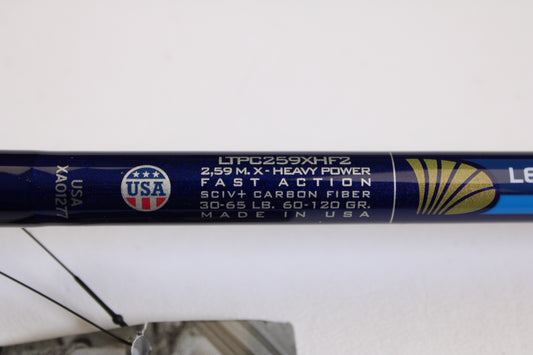 LTPC259XHF2
2,59 M. X-HEAVY POWER
FAST ACTION
SCIV+ CARBON FIBER
30-65 LB. 60-120 GR.
MADE IN USA
USA
USA
XA01277